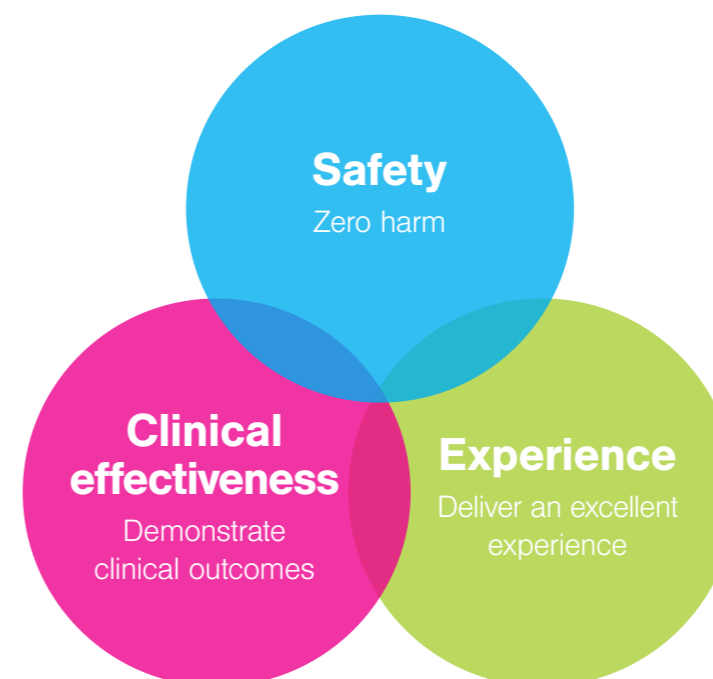 Safety
Zero harm
Clinical
effectiveness
Demonstrate
clinical outcomes
Experience
Deliver an excellent
experience